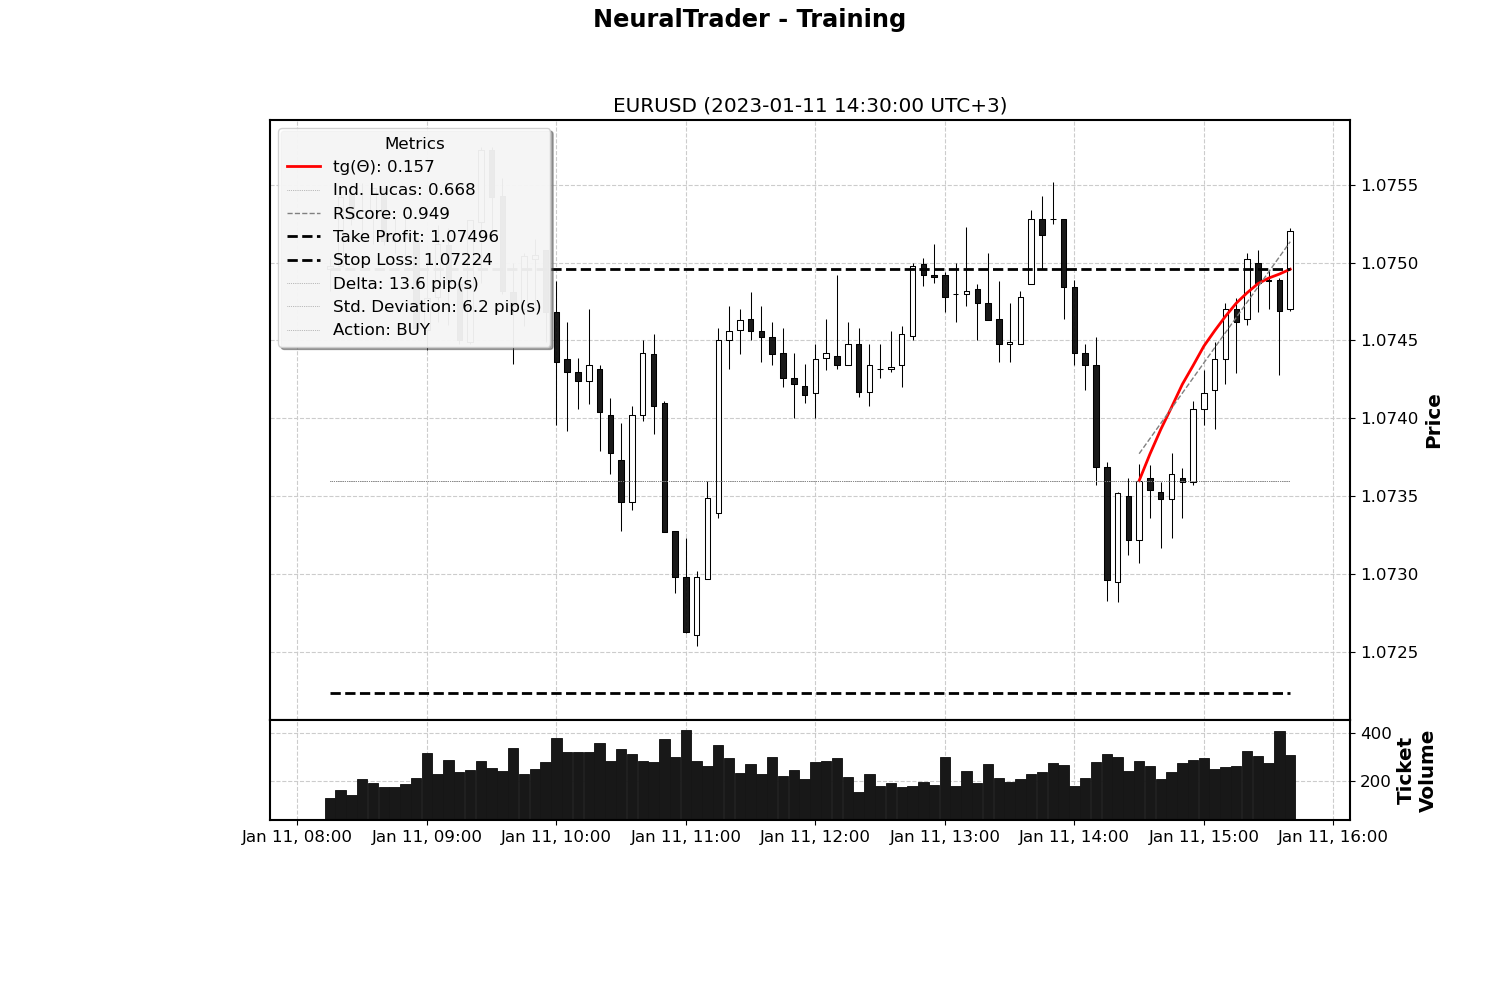 NeuralTrader - Training
EURUSD (2023-01-11 14:30:00 UTC+3)
Metrics
tg(Θ): 0.157
Ind. Lucas: 0.668
RScore: 0.949
Take Profit: 1.07496
Stop Loss: 1.07224
Delta: 13.6 pip(s)
Std. Deviation: 6.2 pip(s)
Action: BUY
1.0755
1.0750
1.0745
1.0740
1.0735
1.0730
1.0725
Price
400
200
Ticket
Volume
Jan 11, 08:00
Jan 11, 09:00
Jan 11, 10:00
Jan 11, 11:00
Jan 11, 12:00
Jan 11, 13:00
Jan 11, 14:00
Jan 11, 15:00
Jan 11, 16:00